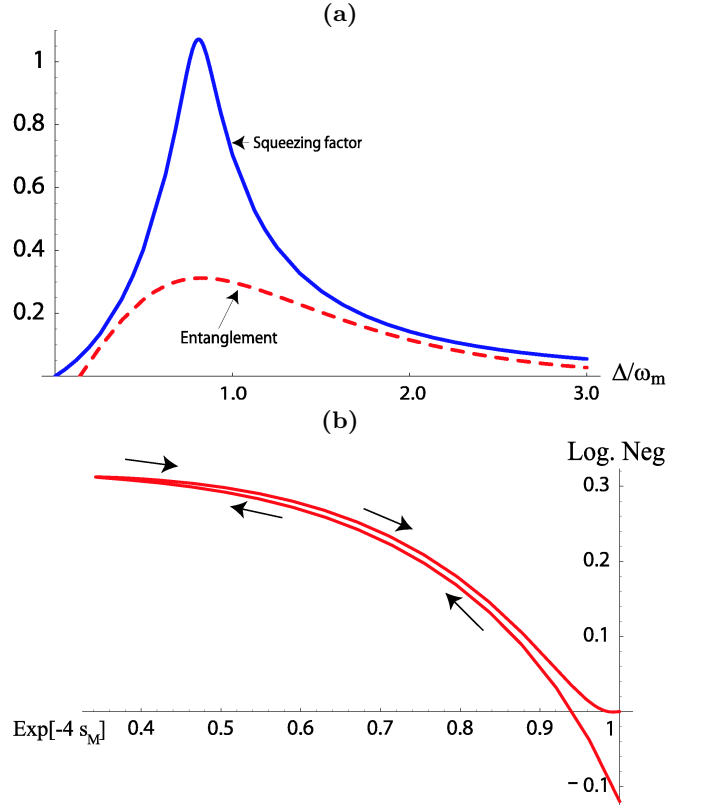 (a)
1
0.8
0.6
0.4
0.2
Squeezing factor
Entanglement
1.0 2.0 3.0 Δ/ω_m
(b)
Log. Neg
0.3
0.2
0.1
Exp[-4 s_M] 0.4 0.5 0.6 0.7 0.8 0.9 1
-0.1